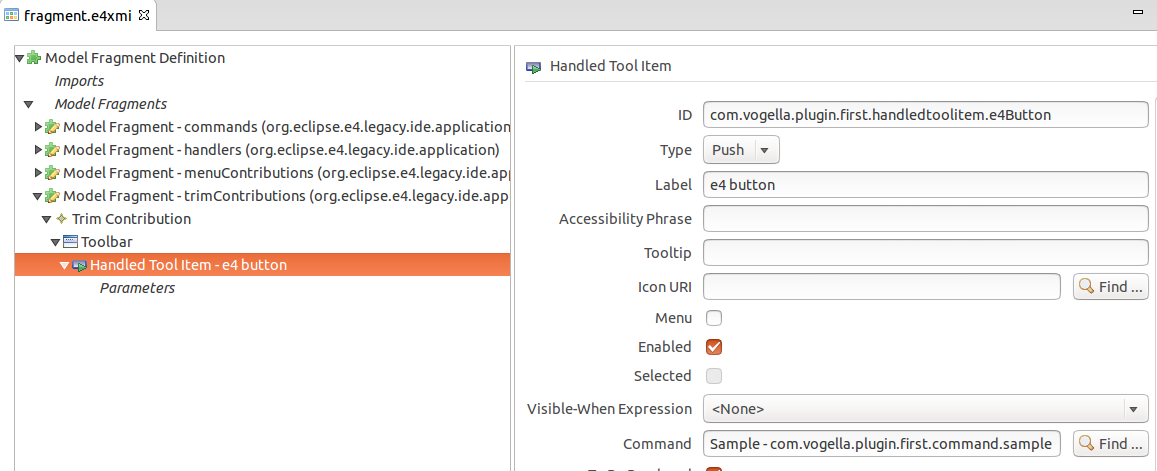 fragment.e4xmi
Model Fragment Definition
Imports
Model Fragments
Model Fragment - commands (org.eclipse.e4.legacy.ide.application
Model Fragment - handlers (org.eclipse.e4.legacy.ide.application)
Model Fragment - menuContributions (org.eclipse.e4.legacy.ide.ap
Model Fragment - trimContributions (org.eclipse.e4.legacy.ide.app
Trim Contribution
Toolbar
Handled Tool Item - e4 button
Parameters
Handled Tool Item
ID com.vogella.plugin.first.handledtoolitem.e4Button
Type Push
Label e4 button
Accessibility Phrase
Tooltip
Icon URI Find ...
Menu
Enabled
Selected
Visible-When Expression <None>
Command Sample - com.vogella.plugin.first.command.sample Find ...